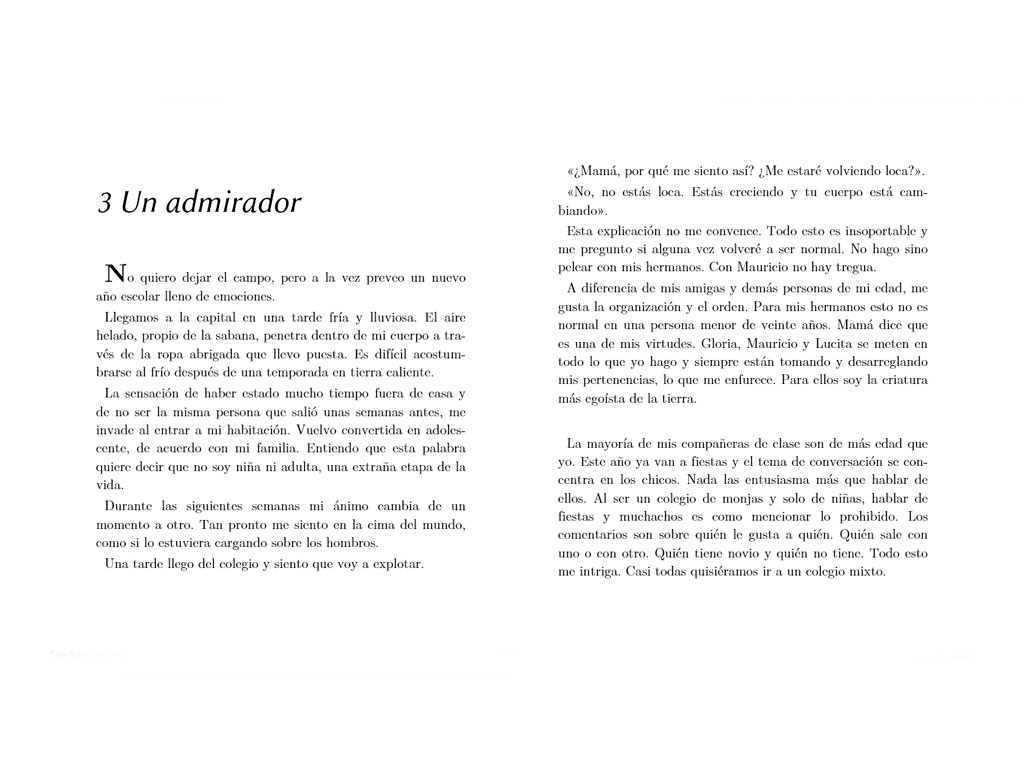 3 Un admirador
No quiero dejar el campo, pero a la vez preveo un nuevo
año escolar lleno de emociones.
Llegamos a la capital en una tarde fría y lluviosa. El aire
helado, propio de la sabana, penetra dentro de mi cuerpo a tra-
vés de la ropa abrigada que llevo puesta. Es difícil acostum-
brarse al frío después de una temporada en tierra caliente.
La sensación de haber estado mucho tiempo fuera de casa y
de no ser la misma persona que salió unas semanas antes, me
invade al entrar a mi habitación. Vuelvo convertida en adoles-
cente, de acuerdo con mi familia. Entiendo que esta palabra
quiere decir que no soy niña ni adulta, una extraña etapa de la
vida.
Durante las siguientes semanas mi ánimo cambia de un
momento a otro. Tan pronto me siento en la cima del mundo,
como si lo estuviera cargando sobre los hombros.
Una tarde llego del colegio y siento que voy a explotar.
«¿Mamá, por qué me siento así? ¿Me estaré volviendo loca?».
«No, no estás loca. Estás creciendo y tu cuerpo está cam-
biando».
Esta explicación no me convence. Todo esto es insoportable y
me pregunto si alguna vez volveré a ser normal. No hago sino
pelear con mis hermanos. Con Mauricio no hay tregua.
A diferencia de mis amigas y demás personas de mi edad, me
gusta la organización y el orden. Para mis hermanos esto no es
normal en una persona menor de veinte años. Mamá dice que
es una de mis virtudes. Gloria, Mauricio y Lucita se meten en
todo lo que yo hago y siempre están tomando y desarreglando
mis pertenencias, lo que me enfurece. Para ellos soy la criatura
más egoísta de la tierra.
La mayoría de mis compañeras de clase son de más edad que
yo. Este año ya van a fiestas y el tema de conversación se con-
centra en los chicos. Nada las entusiasma más que hablar de
ellos. Al ser un colegio de monjas y solo de niñas, hablar de
fiestas y muchachos es como mencionar lo prohibido. Los
comentarios son sobre quién le gusta a quién. Quién sale con
uno o con otro. Quién tiene novio y quién no tiene. Todo esto
me intriga. Casi todas quisiéramos ir a un colegio mixto.